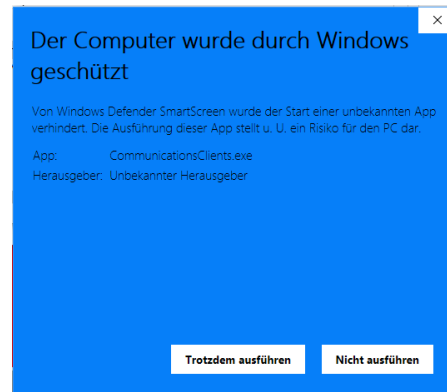 Der Computer wurde durch Windows
geschützt
Von Windows Defender SmartScreen wurde der Start einer unbekannten App
verhindert. Die Ausführung dieser App stellt u. U. ein Risiko für den PC dar.
App: CommunicationsClients.exe
Herausgeber: Unbekannter Herausgeber
Trotzdem ausführen Nicht ausführen